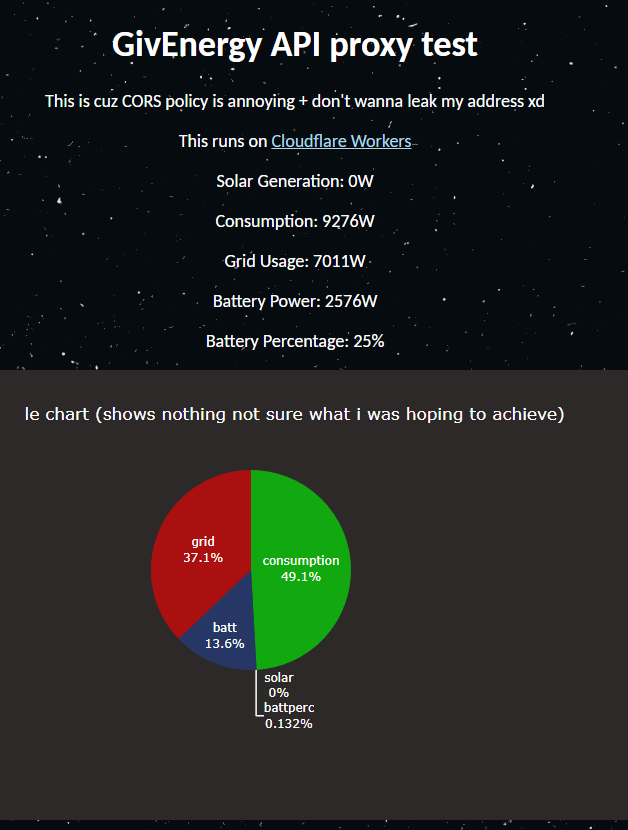 GivEnergy API proxy test
This is cuz CORS policy is annoying + don't wanna leak my address xd
This runs on Cloudflare Workers
Solar Generation: 0W
Consumption: 9276W
Grid Usage: 7011W
Battery Power: 2576W
Battery Percentage: 25%
le chart (shows nothing not sure what i was hoping to achieve)
grid
37.1%
consumption
49.1%
batt
13.6%
solar
0%
battperc
0.132%